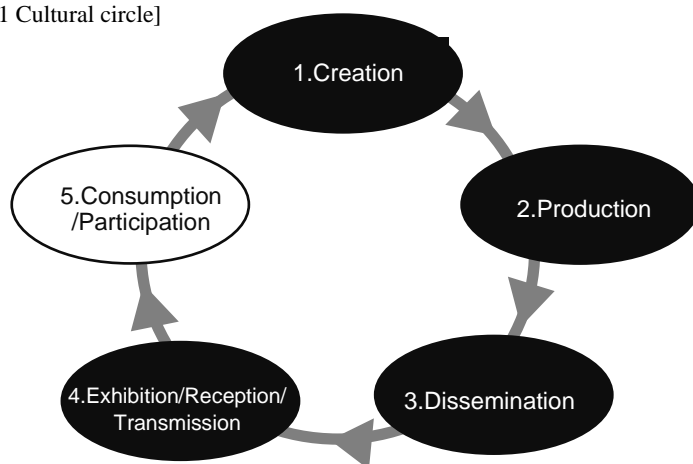 1 Cultural circle]
1.Creation
2.Production
3.Dissemination
4.Exhibition/Reception/
Transmission
5.Consumption
/Participation